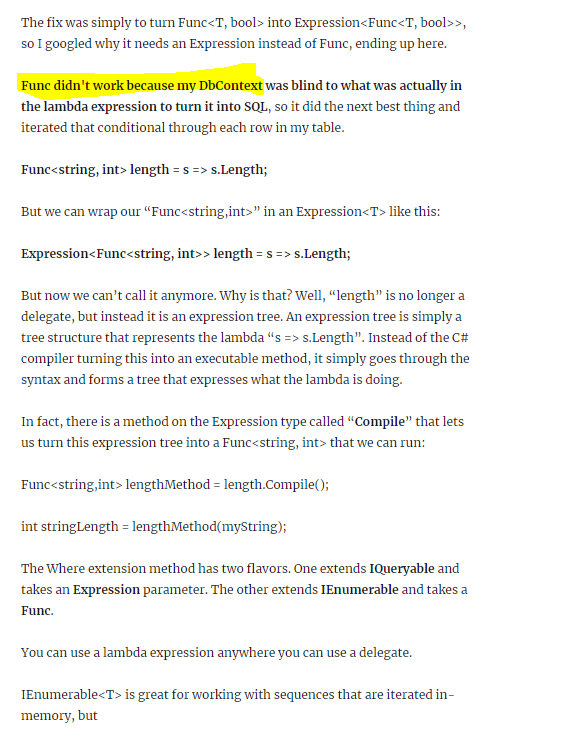 The fix was simply to turn Func<T, bool> into Expression<Func<T, bool>>,
so I googled why it needs an Expression instead of Func, ending up here.
Func didn't work because my DbContext was blind to what was actually in
the lambda expression to turn it into SQL, so it did the next best thing and
iterated that conditional through each row in my table.
Func<string, int> length = s => s.Length;
But we can wrap our “Func<string,int>” in an Expression<T> like this:
Expression<Func<string, int>> length = s => s.Length;
But now we can’t call it anymore. Why is that? Well, “length” is no longer a
delegate, but instead it is an expression tree. An expression tree is simply a
tree structure that represents the lambda “s => s.Length”. Instead of the C#
compiler turning this into an executable method, it simply goes through the
syntax and forms a tree that expresses what the lambda is doing.
In fact, there is a method on the Expression type called “Compile” that lets
us turn this expression tree into a Func<string, int> that we can run:
Func<string,int> lengthMethod = length.Compile();
int stringLength = lengthMethod(myString);
The Where extension method has two flavors. One extends IQueryable and
takes an Expression parameter. The other extends IEnumerable and takes a
Func.
You can use a lambda expression anywhere you can use a delegate.
IEnumerable<T> is great for working with sequences that are iterated in-
memory, but